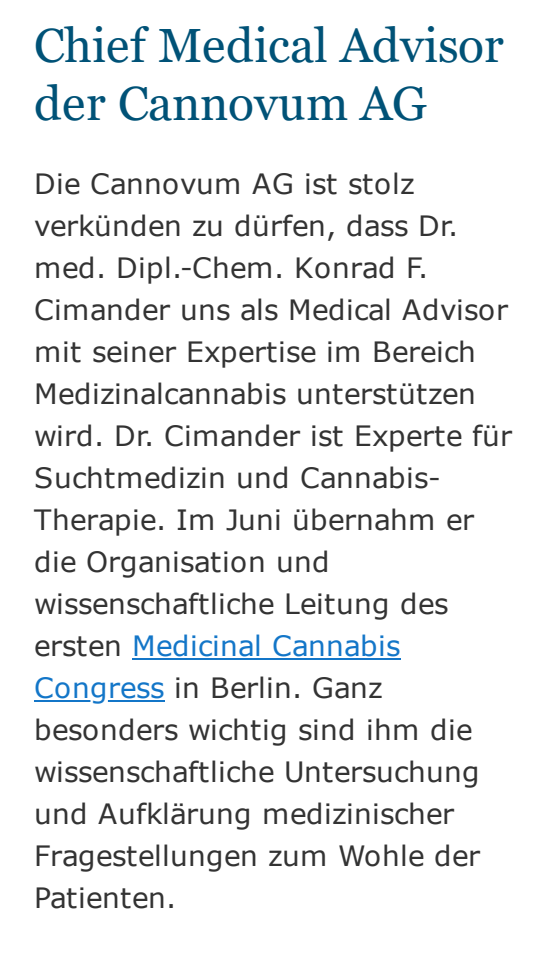 Chief Medical Advisor
der Cannovum AG
Die Cannovum AG ist stolz
verkünden zu dürfen, dass Dr.
med. Dipl.-Chem. Konrad F.
Cimander uns als Medical Advisor
mit seiner Expertise im Bereich
Medizinalcannabis unterstützen
wird. Dr. Cimander ist Experte für
Suchtmedizin und Cannabis-
Therapie. Im Juni übernahm er
die Organisation und
wissenschaftliche Leitung des
ersten Medicinal Cannabis
Congress in Berlin. Ganz
besonders wichtig sind ihm die
wissenschaftliche Untersuchung
und Aufklärung medizinischer
Fragestellungen zum Wohle der
Patienten.